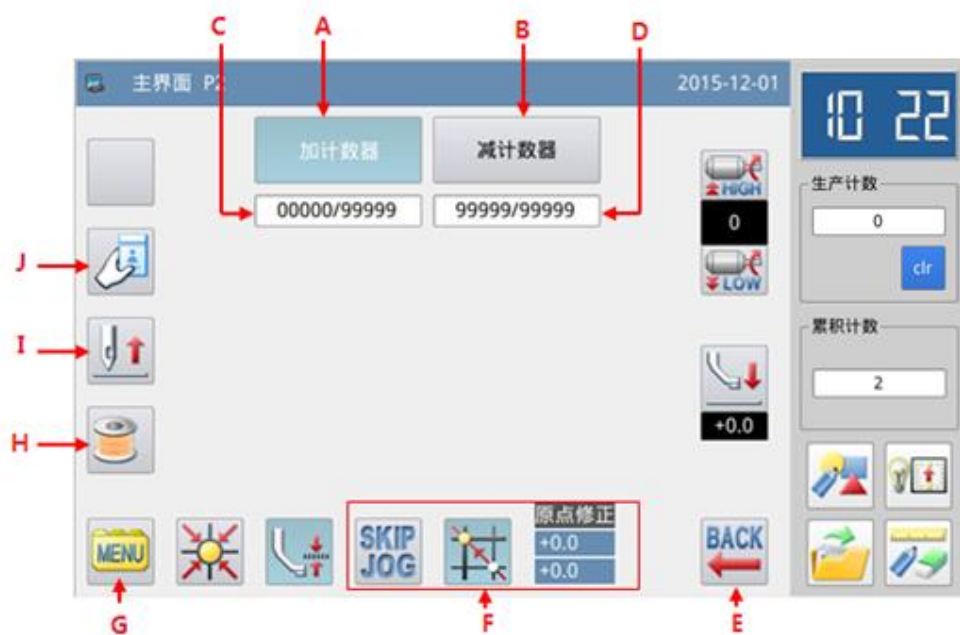 C
A
B
D
主界面 P2
2015-12-01
10 22
加计数器
减计数器
00000/99999
99999/99999
HIGH
0
LOW
生产计数
0
clr
J
I
累积计数
2
+0.0
H
MENU
SKIP
JOG
原点修正
+0.0
+0.0
BACK
G
F
E